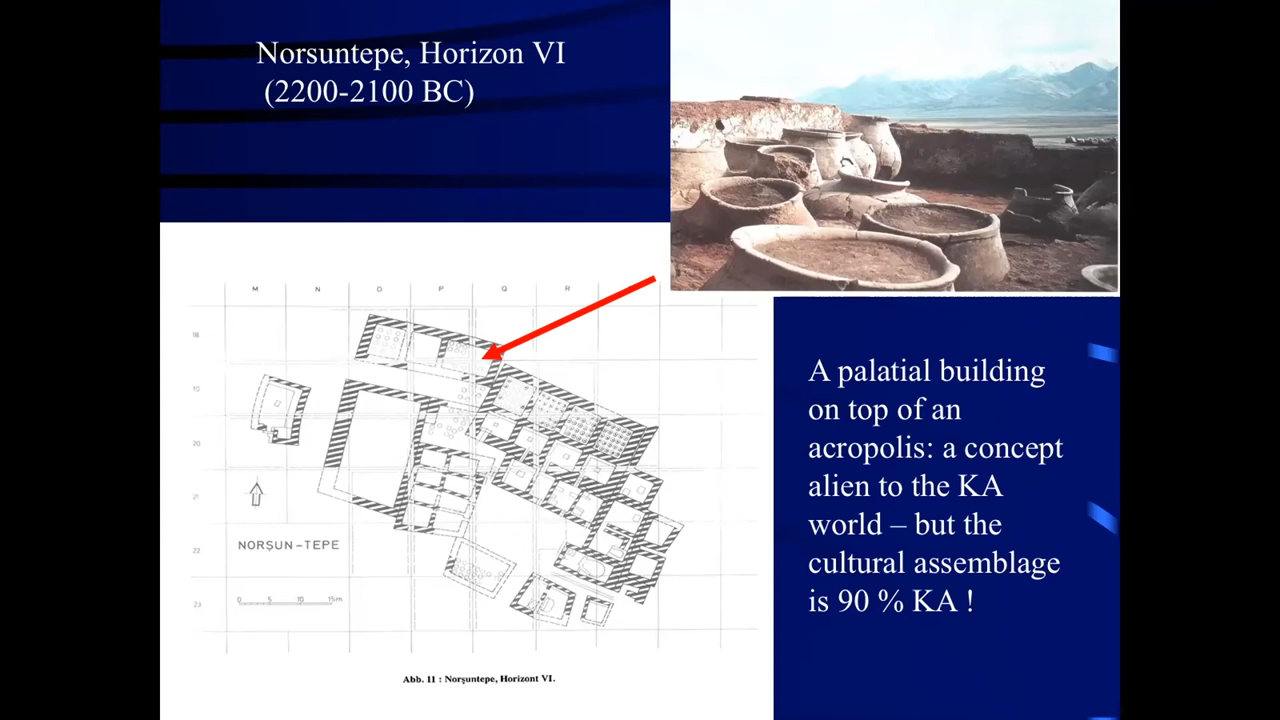 Norsuntepe, Horizon VI
(2200-2100 BC)
M N O P Q R
18
19
20
21
22
23
NORŞUN-TEPE
0 5 10 15m
Abb. 11 : Norşuntepe, Horizont VI.
A palatial building
on top of an
acropolis: a concept
alien to the KA
world – but the
cultural assemblage
is 90 % KA !